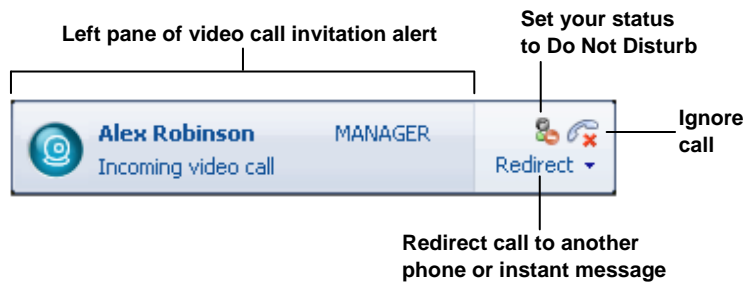 Set your status
to Do Not Disturb
Left pane of video call invitation alert
Alex Robinson MANAGER
Incoming video call
Redirect
Ignore
call
Redirect call to another
phone or instant message